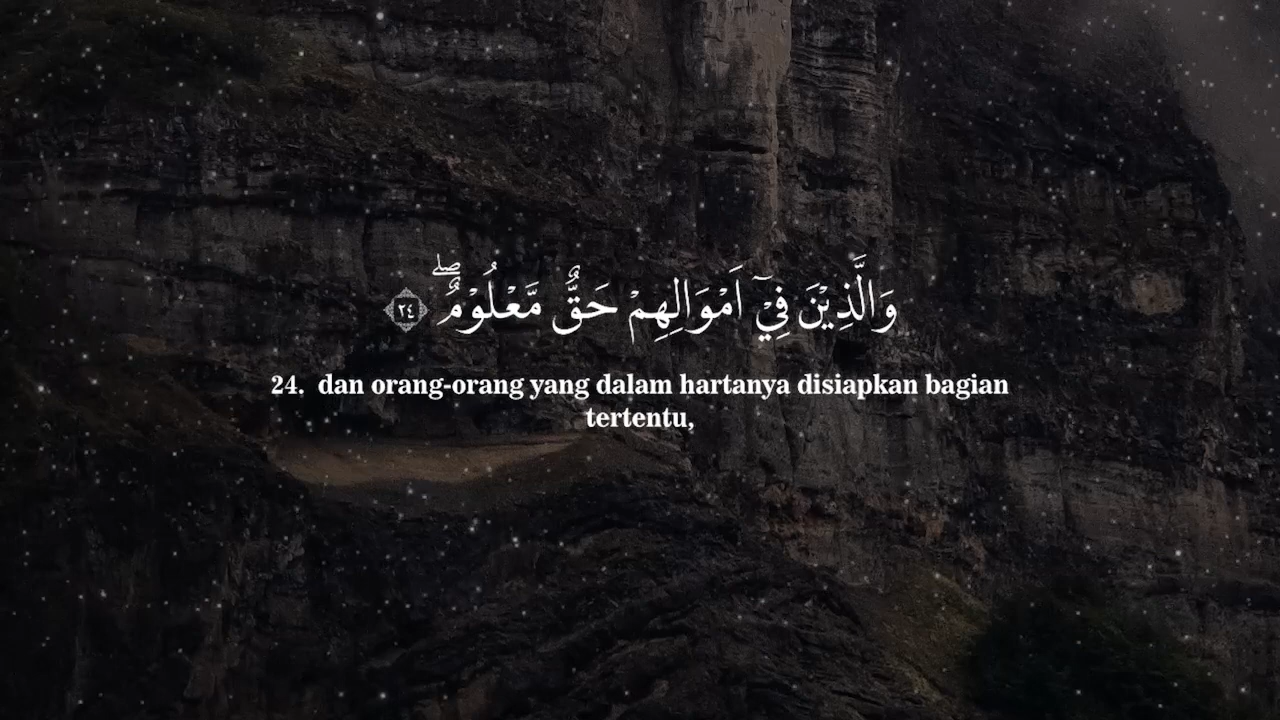 وَالَّذِيْنَ فِيْٓ اَمْوَالِهِمْ حَقٌّ مَّعْلُوْمٌۖ ٢٤
24. dan orang-orang yang dalam hartanya disiapkan bagian
tertentu,